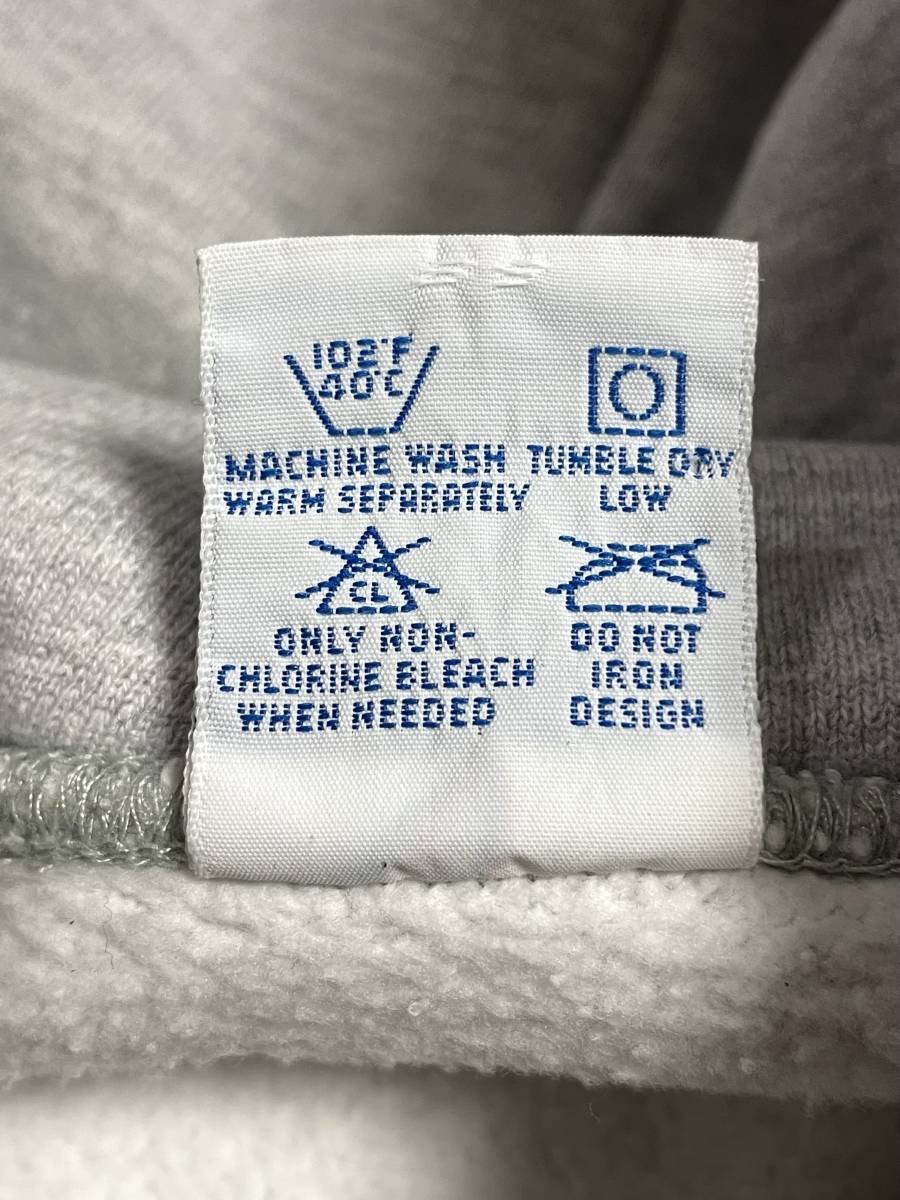 102°F
40°C
MACHINE WASH
WARM SEPARATELY
TUMBLE DRY
LOW
CL
ONLY NON-
CHLORINE BLEACH
WHEN NEEDED
DO NOT
IRON
DESIGN